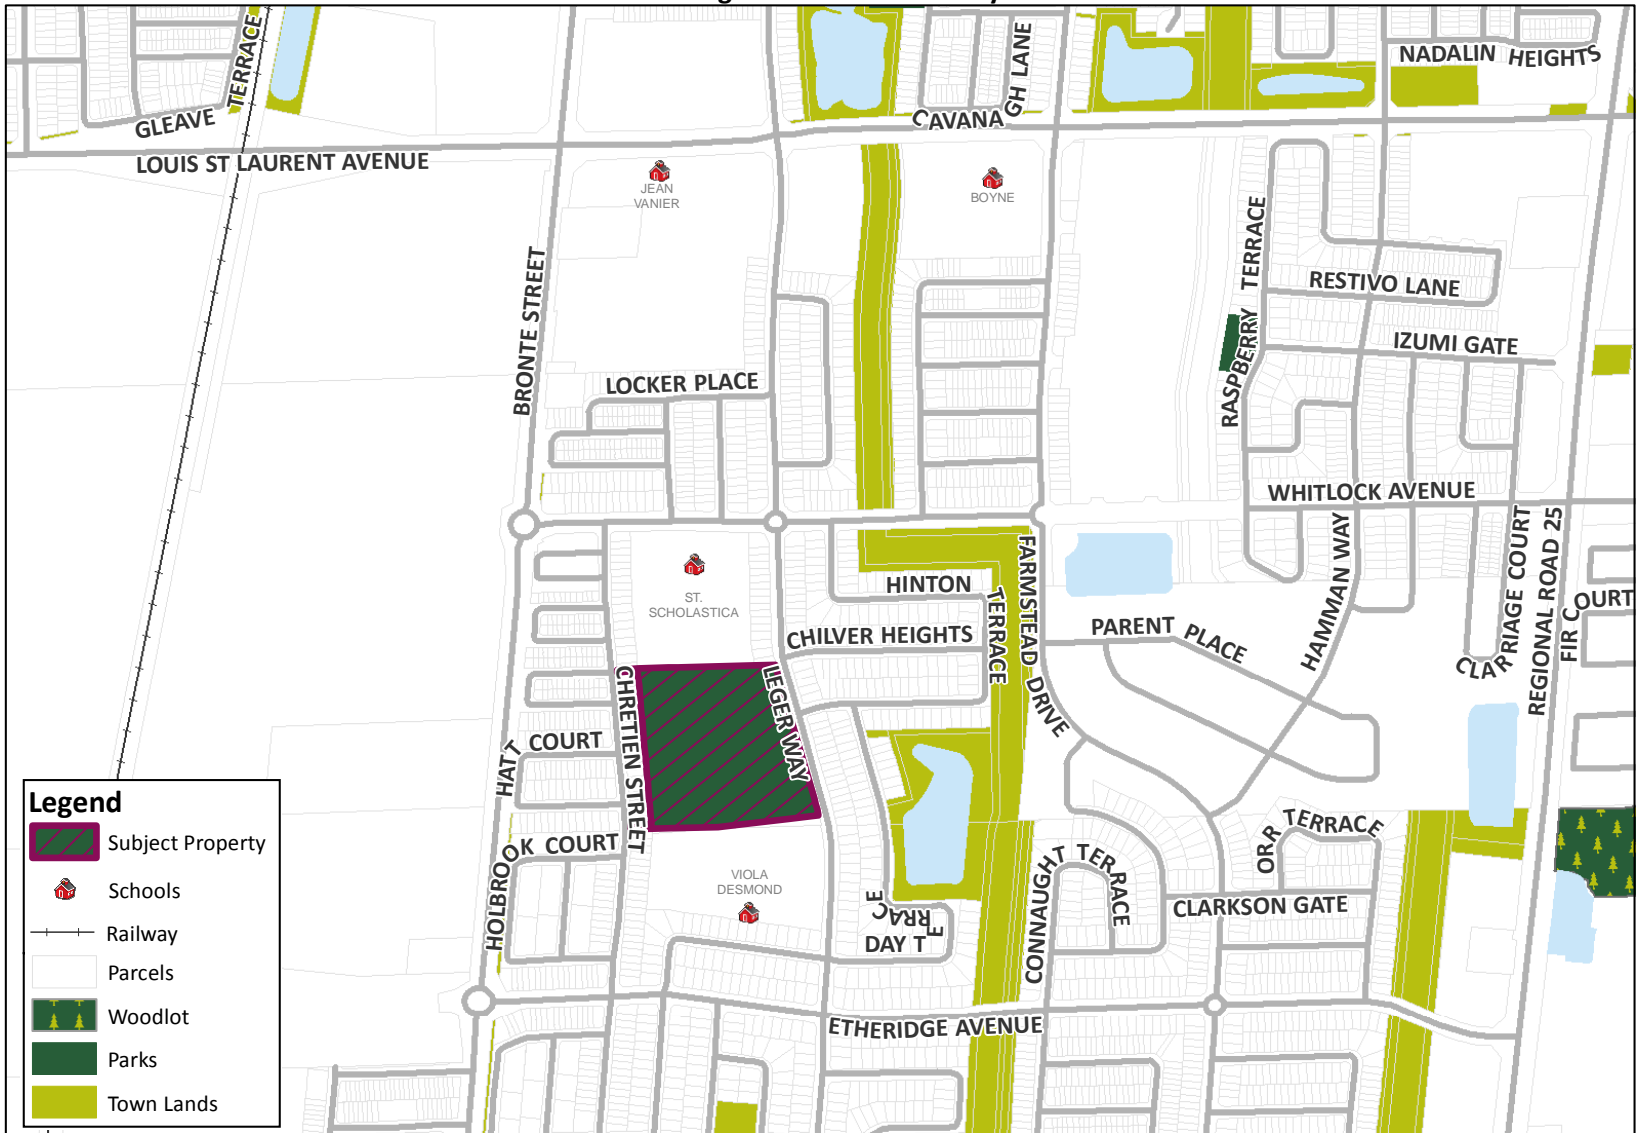 NADALIN HEIGHTS
GLEAVE TERRACE
CAVANAGH LANE
LOUIS ST LAURENT AVENUE
JEAN
VANIER
BOYNE
BRONTE STREET
RASPBERRY TERRACE
RESTIVO LANE
IZUMI GATE
LOCKER PLACE
WHITLOCK AVENUE
HAMMAN WAY
CLARRIAGE COURT
REGIONAL ROAD 25
FIR COURT
FARMSTEAD DRIVE
HINTON TERRACE
ST.
SCHOLASTICA
CHILVER HEIGHTS
PARENT PLACE
CHRETIEN STREET
LEGER WAY
HATT COURT
HOLBROOK COURT
VIOLA
DESMOND
DAY TERRACE
CONNAUGHT TERRACE
ORR TERRACE
CLARKSON GATE
ETHERIDGE AVENUE
Legend
Subject Property
Schools
Railway
Parcels
Woodlot
Parks
Town Lands